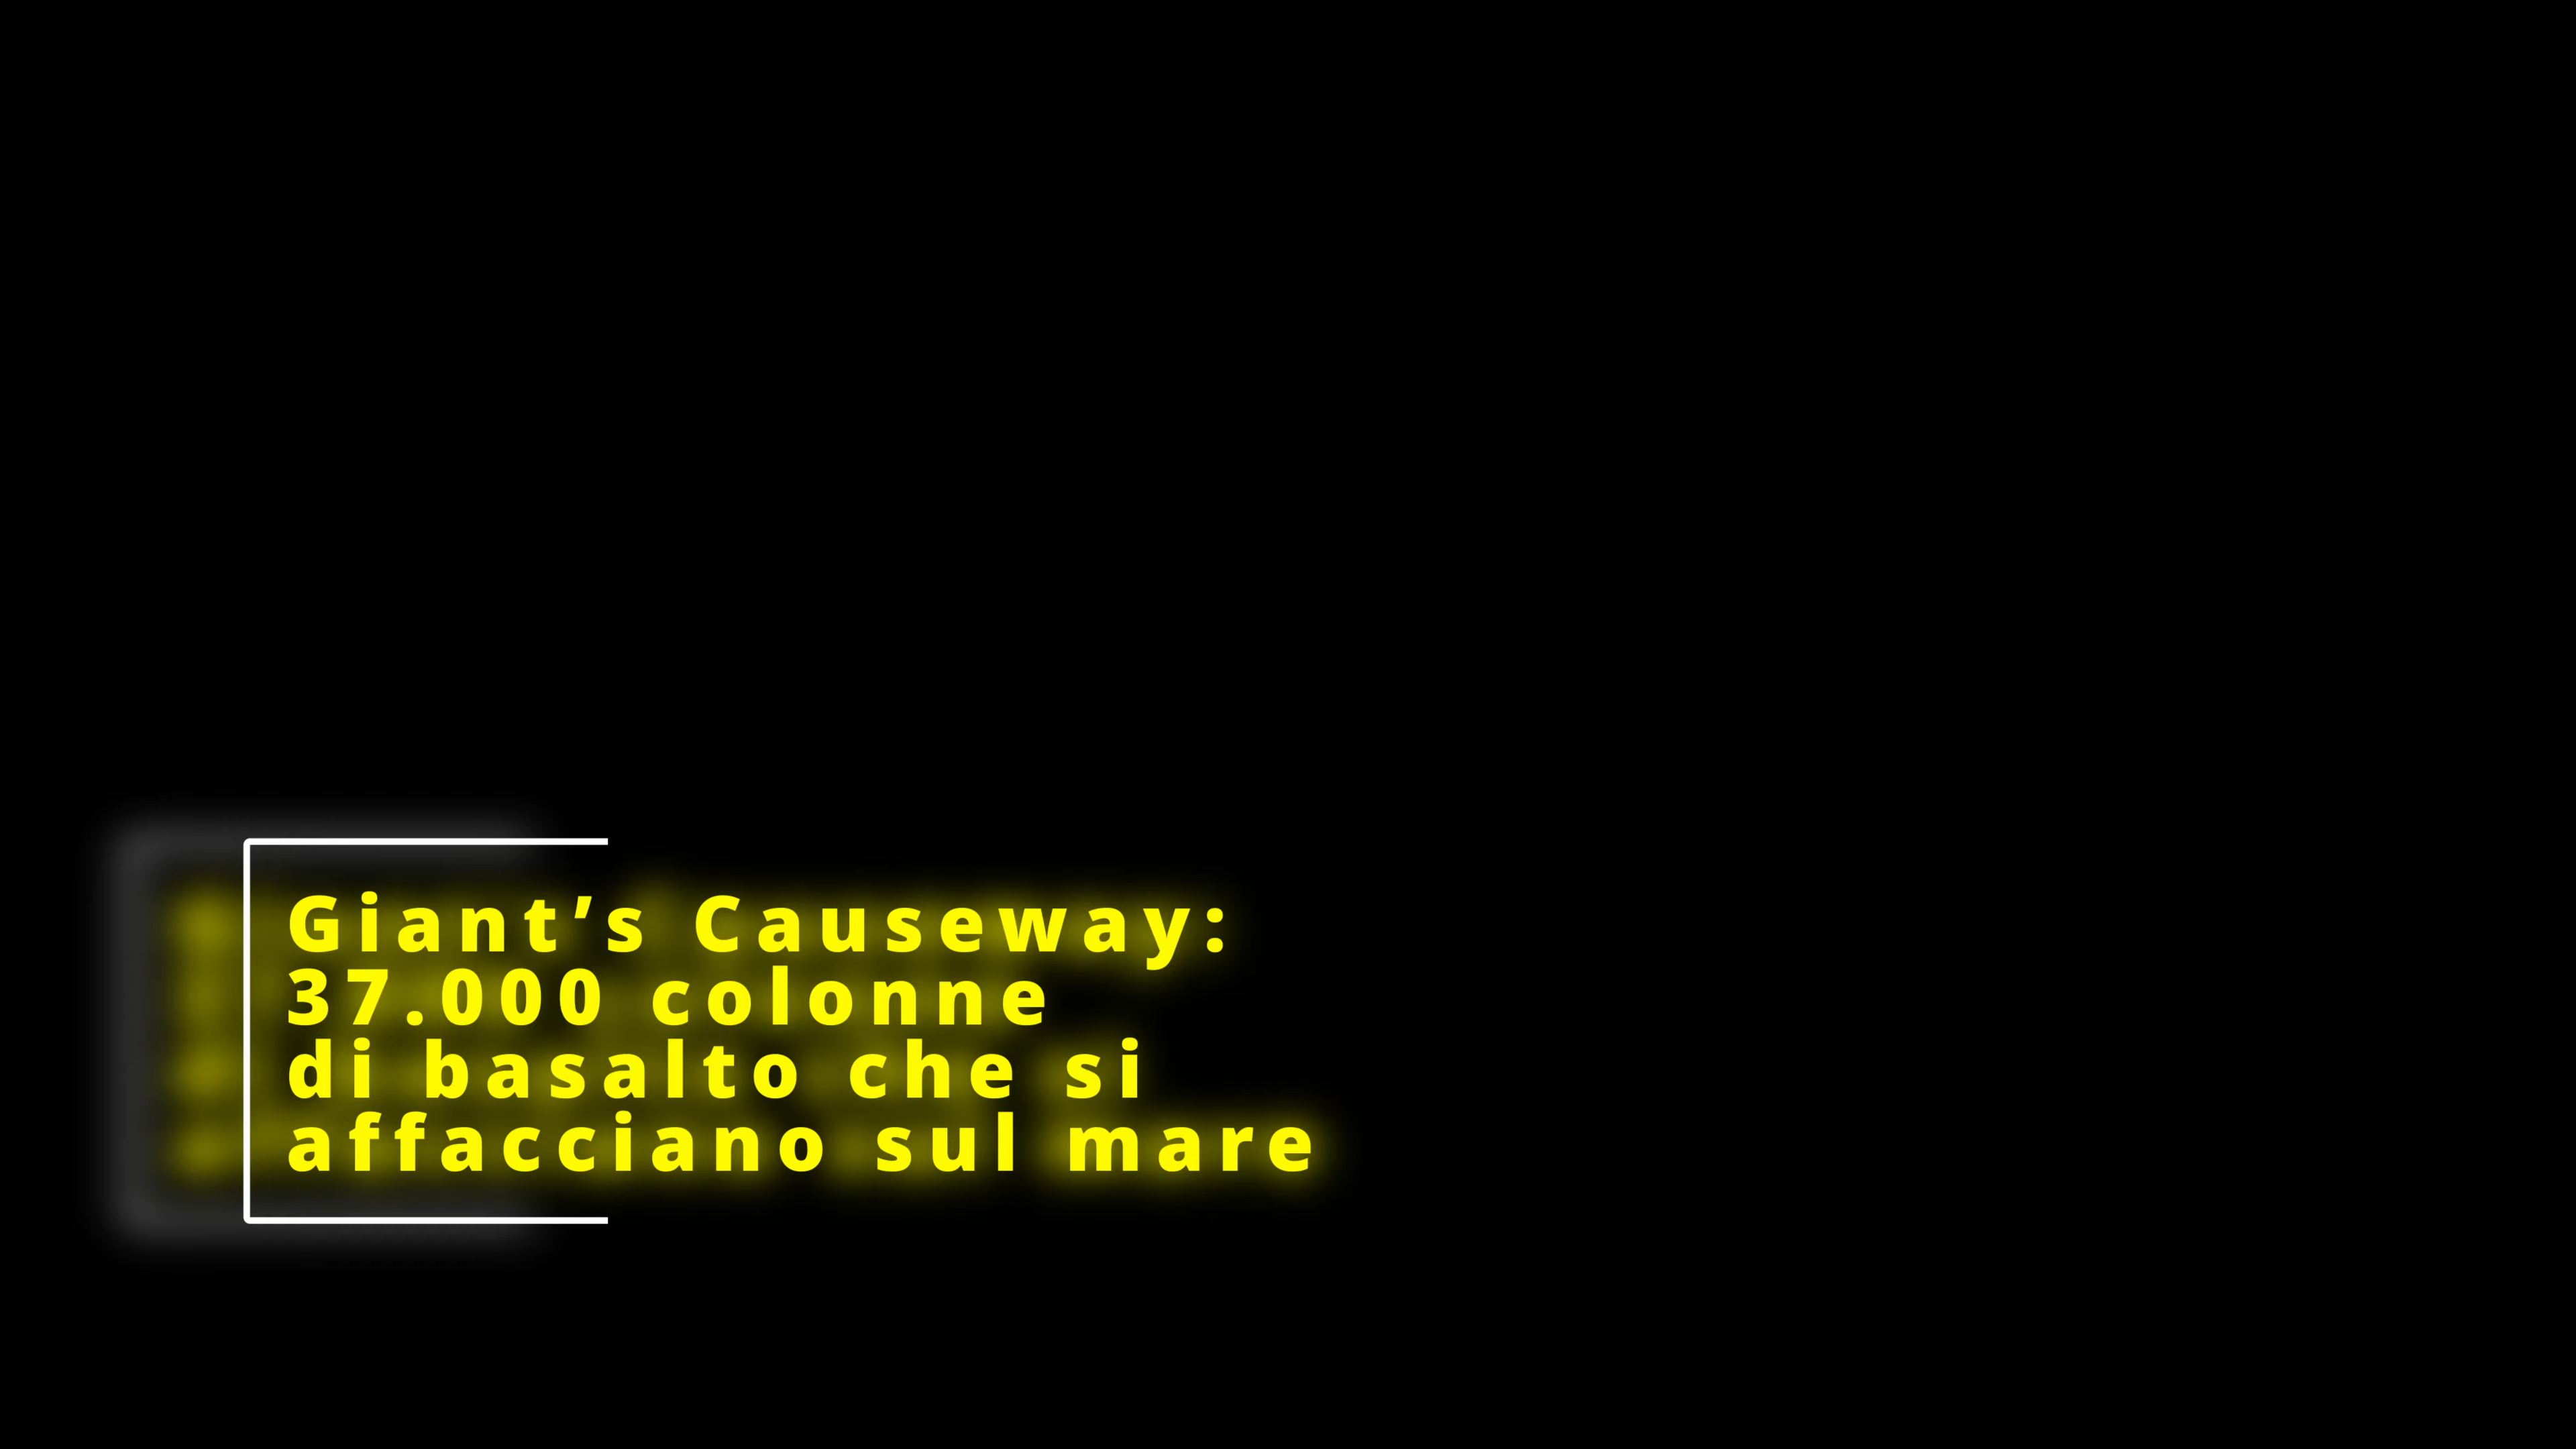 Giant’s Causeway:
37.000 colonne
di basalto che si
affacciano sul mare